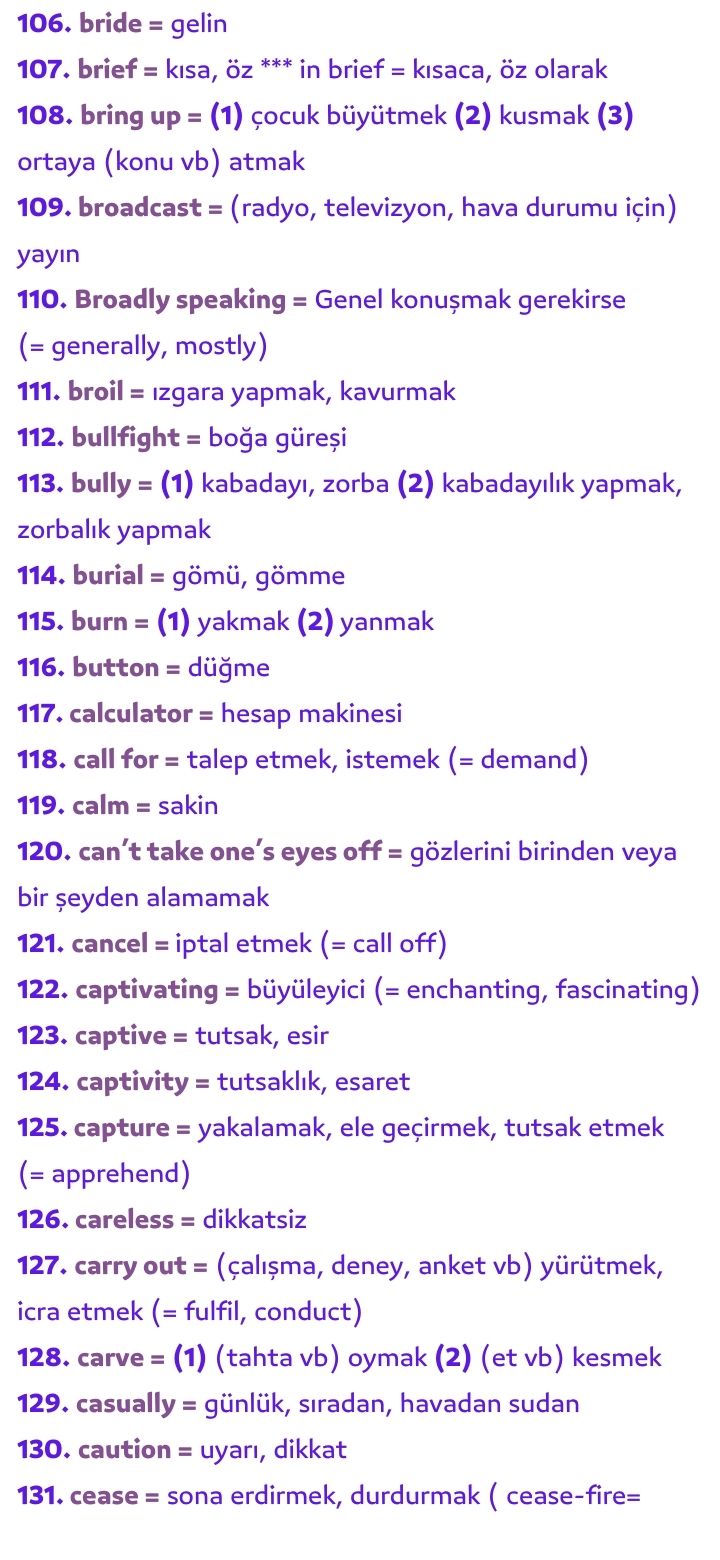 106. bride = gelin
107. brief = kısa, öz *** in brief = kısaca, öz olarak
108. bring up = (1) çocuk büyütmek (2) kusmak (3)
ortaya (konu vb) atmak
109. broadcast = (radyo, televizyon, hava durumu için)
yayın
110. Broadly speaking = Genel konuşmak gerekirse
(= generally, mostly)
111. broil = ızgara yapmak, kavurmak
112. bullfight = boğa güreşi
113. bully = (1) kabadayı, zorba (2) kabadayılık yapmak,
zorbalık yapmak
114. burial = gömü, gömme
115. burn = (1) yakmak (2) yanmak
116. button = düğme
117. calculator = hesap makinesi
118. call for = talep etmek, istemek (= demand)
119. calm = sakin
120. can’t take one’s eyes off = gözlerini birinden veya
bir şeyden alamamak
121. cancel = iptal etmek (= call off)
122. captivating = büyüleyici (= enchanting, fascinating)
123. captive = tutsak, esir
124. captivity = tutsaklık, esaret
125. capture = yakalamak, ele geçirmek, tutsak etmek
(= apprehend)
126. careless = dikkatsiz
127. carry out = (çalışma, deney, anket vb) yürütmek,
icra etmek (= fulfil, conduct)
128. carve = (1) (tahta vb) oymak (2) (et vb) kesmek
129. casually = günlük, sıradan, havadan sudan
130. caution = uyarı, dikkat
131. cease = sona erdirmek, durdurmak ( cease-fire=